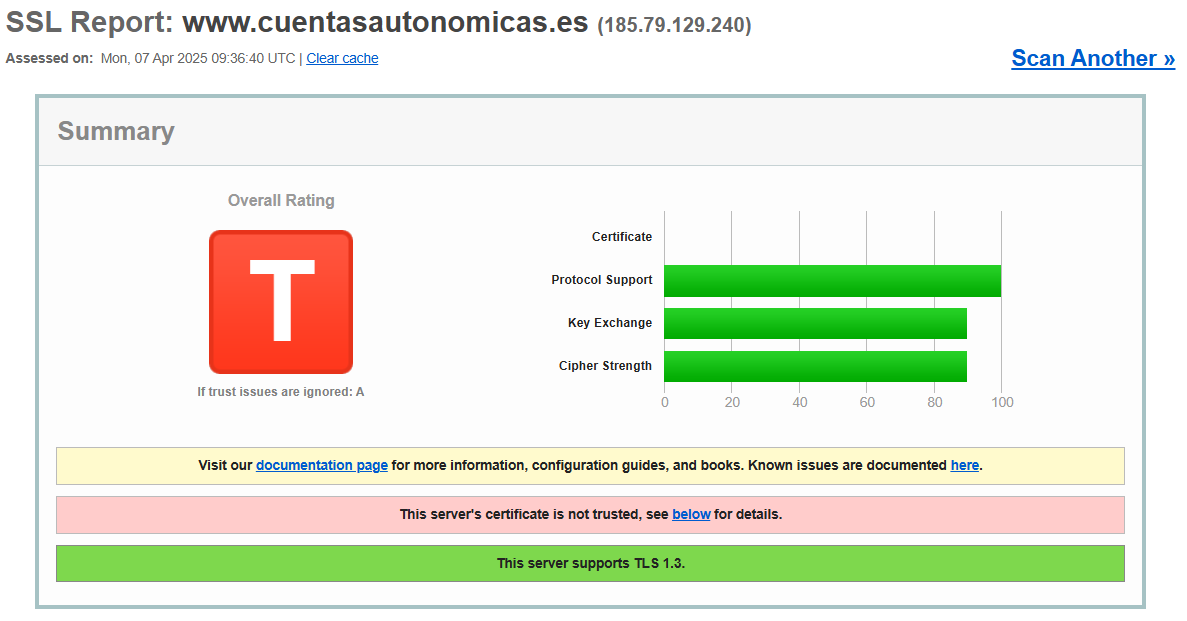 SSL Report: www.cuentasautonomicas.es (185.79.129.240)
Assessed on: Mon, 07 Apr 2025 09:36:40 UTC | Clear cache
Scan Another »
Summary
Overall Rating
T
If trust issues are ignored: A
Certificate
Protocol Support
Key Exchange
Cipher Strength
0 20 40 60 80 100
Visit our documentation page for more information, configuration guides, and books. Known issues are documented here.
This server's certificate is not trusted, see below for details.
This server supports TLS 1.3.